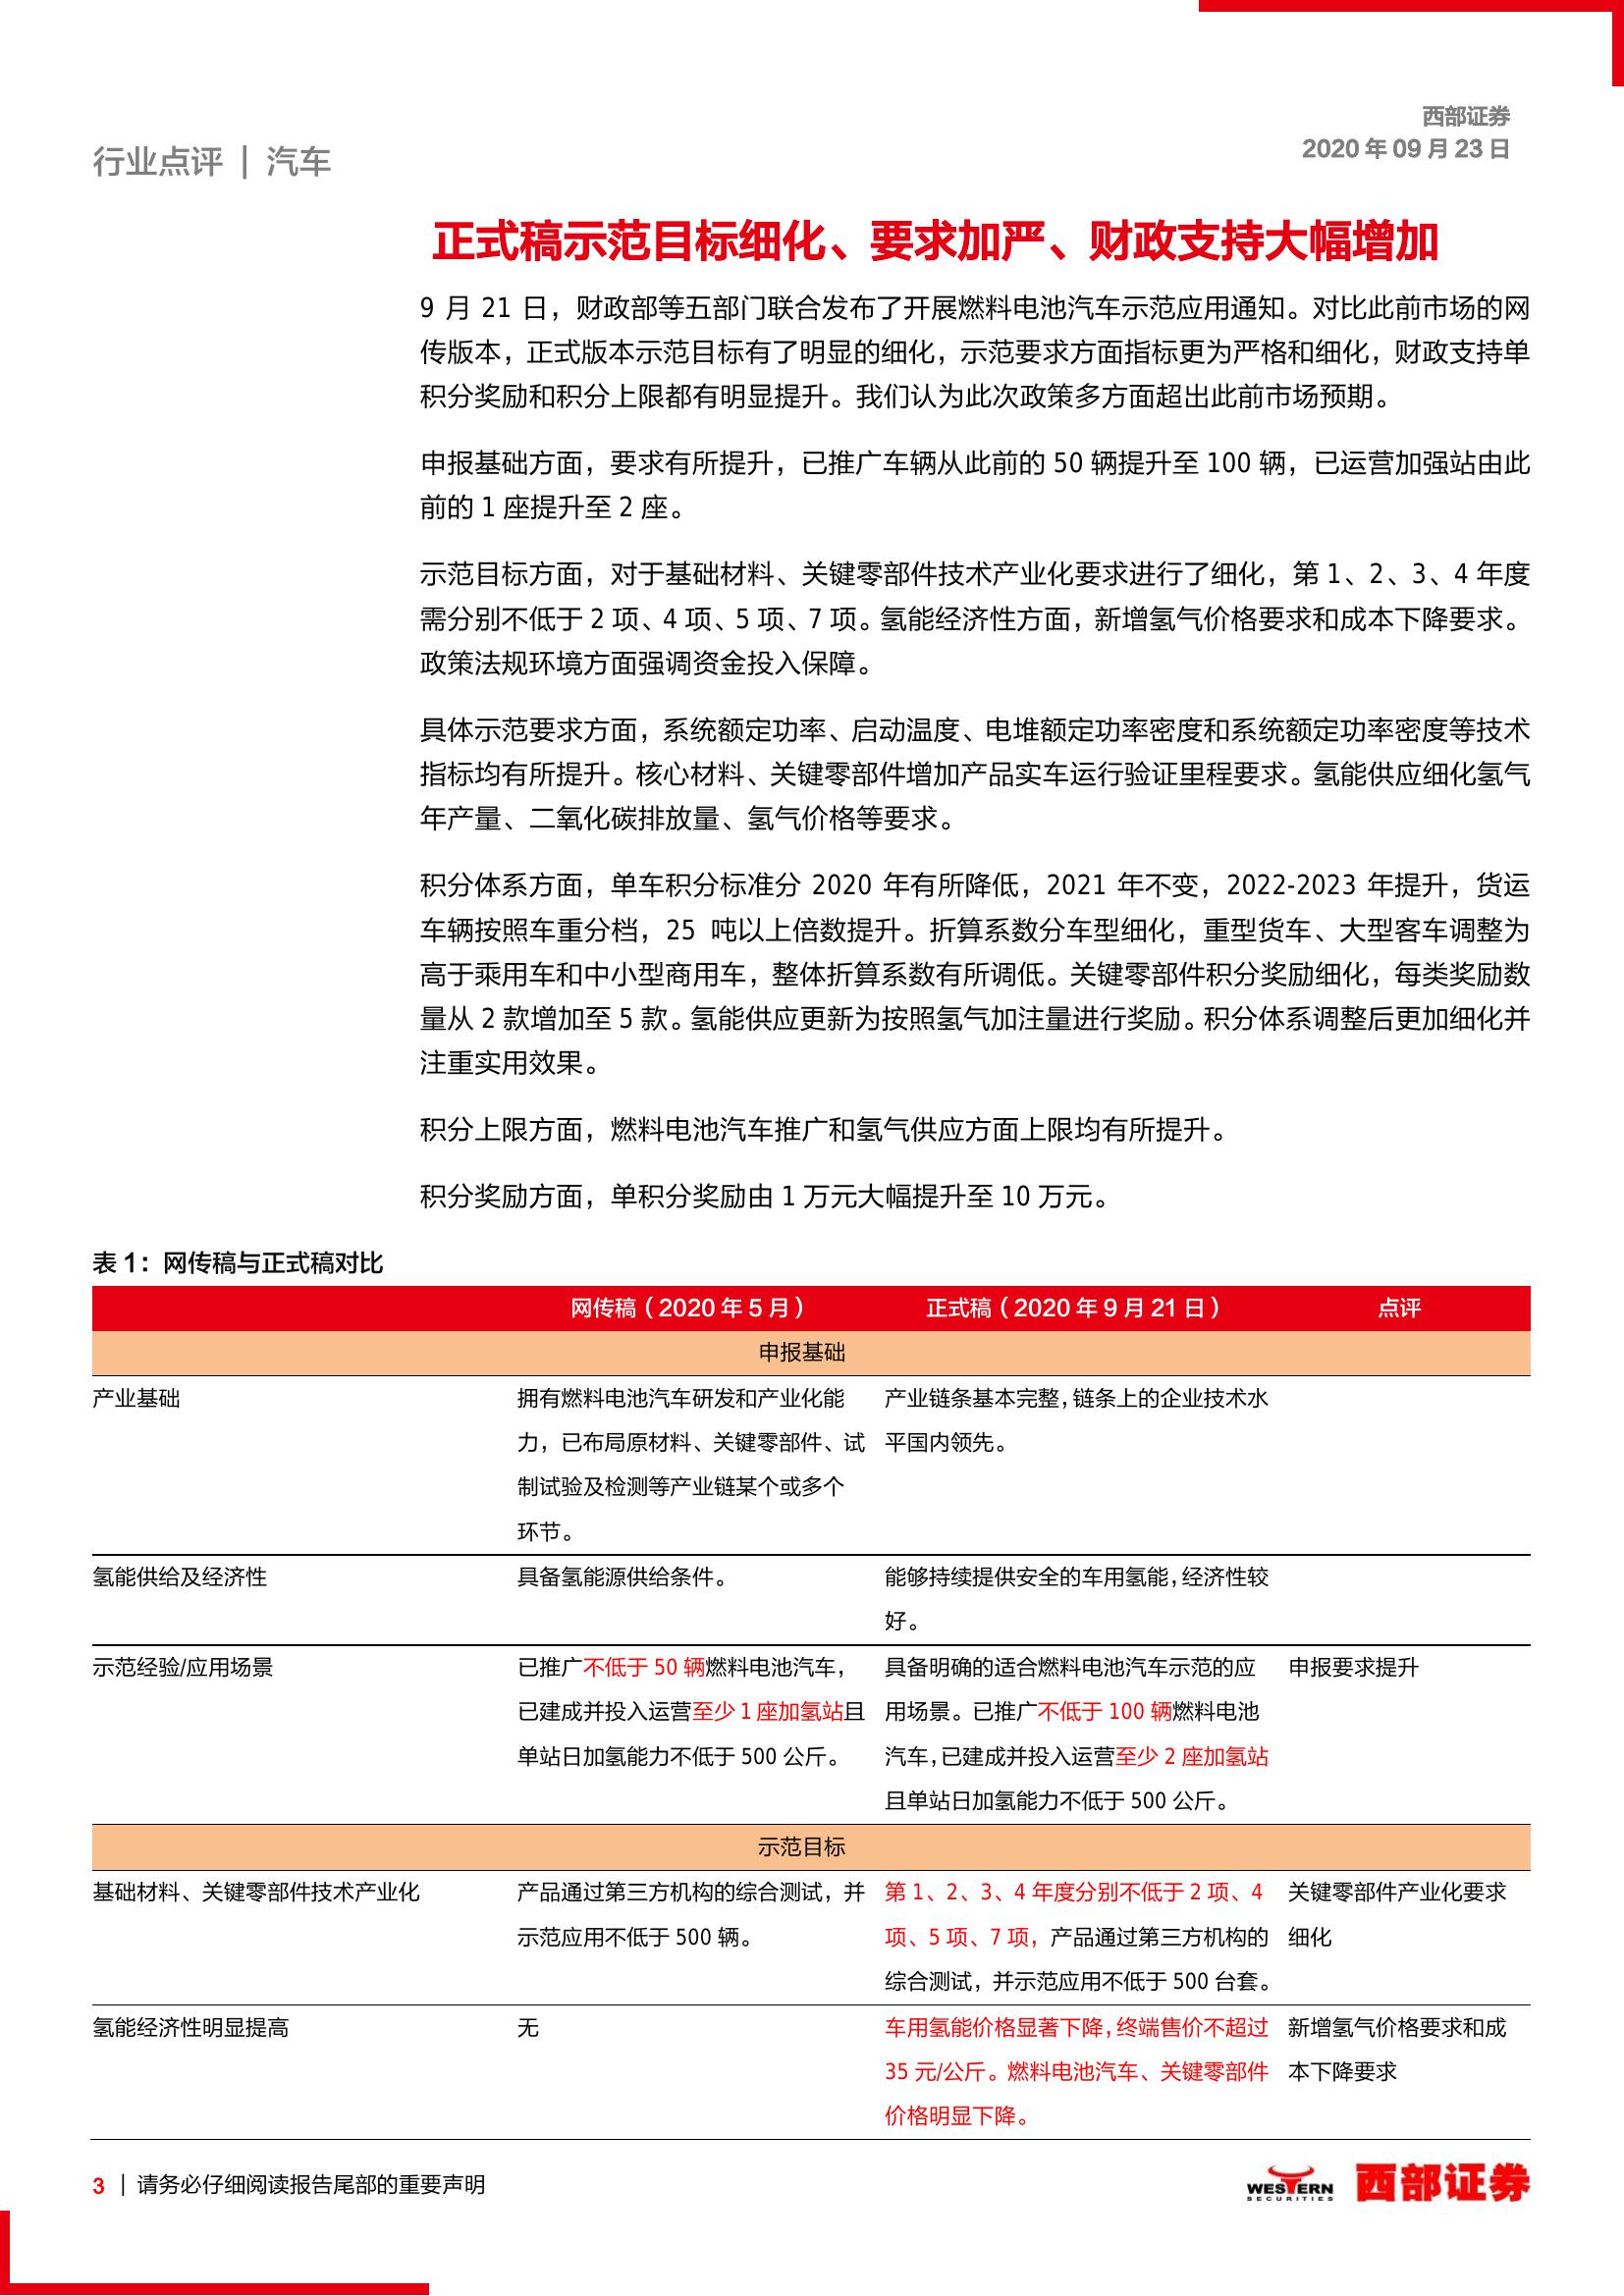 西部证券
2020 年 09 月 23 日
行业点评 | 汽车
正式稿示范目标细化、要求加严、财政支持大幅增加
9 月 21 日，财政部等五部门联合发布了开展燃料电池汽车示范应用通知。对比此前市场的网
传版本，正式版本示范目标有了明显的细化，示范要求方面指标更为严格和细化，财政支持单
积分奖励和积分上限都有明显提升。我们认为此次政策多方面超出此前市场预期。
申报基础方面，要求有所提升，已推广车辆从此前的 50 辆提升至 100 辆，已运营加强站由此
前的 1 座提升至 2 座。
示范目标方面，对于基础材料、关键零部件技术产业化要求进行了细化，第 1、2、3、4 年度
需分别不低于 2 项、4 项、5 项、7 项。氢能经济性方面，新增氢气价格要求和成本下降要求。
政策法规环境方面强调资金投入保障。
具体示范要求方面，系统额定功率、启动温度、电堆额定功率密度和系统额定功率密度等技术
指标均有所提升。核心材料、关键零部件增加产品实车运行验证里程要求。氢能供应细化氢气
年产量、二氧化碳排放量、氢气价格等要求。
积分体系方面，单车积分标准分 2020 年有所降低，2021 年不变，2022-2023 年提升，货运
车辆按照车重分档，25 吨以上倍数提升。折算系数分车型细化，重型货车、大型客车调整为
高于乘用车和中小型商用车，整体折算系数有所调低。关键零部件积分奖励细化，每类奖励数
量从 2 款增加至 5 款。氢能供应更新为按照氢气加注量进行奖励。积分体系调整后更加细化并
注重实用效果。
积分上限方面，燃料电池汽车推广和氢气供应方面上限均有所提升。
积分奖励方面，单积分奖励由 1 万元大幅提升至 10 万元。
表 1：网传稿与正式稿对比
网传稿（2020 年 5 月） 正式稿（2020 年 9 月 21 日） 点评
申报基础
产业基础 拥有燃料电池汽车研发和产业化能 产业链条基本完整，链条上的企业技术水
力，已布局原材料、关键零部件、试 平国内领先。
制试验及检测等产业链某个或多个
环节。
氢能供给及经济性 具备氢能源供给条件。 能够持续提供安全的车用氢能，经济性较
好。
示范经验/应用场景 已推广不低于 50 辆燃料电池汽车， 具备明确的适合燃料电池汽车示范的应 申报要求提升
已建成并投入运营至少 1 座加氢站且 用场景。已推广不低于 100 辆燃料电池
单站日加氢能力不低于 500 公斤。 汽车，已建成并投入运营至少 2 座加氢站
且单站日加氢能力不低于 500 公斤。
示范目标
基础材料、关键零部件技术产业化 产品通过第三方机构的综合测试，并 第 1、2、3、4 年度分别不低于 2 项、4 关键零部件产业化要求
示范应用不低于 500 辆。 项、5 项、7 项，产品通过第三方机构的 细化
综合测试，并示范应用不低于 500 台套。
氢能经济性明显提高 无 车用氢能价格显著下降，终端售价不超过 新增氢气价格要求和成
35 元/公斤。燃料电池汽车、关键零部件 本下降要求
价格明显下降。
3 | 请务必仔细阅读报告尾部的重要声明
WESTERN
SECURITIES
西部证券